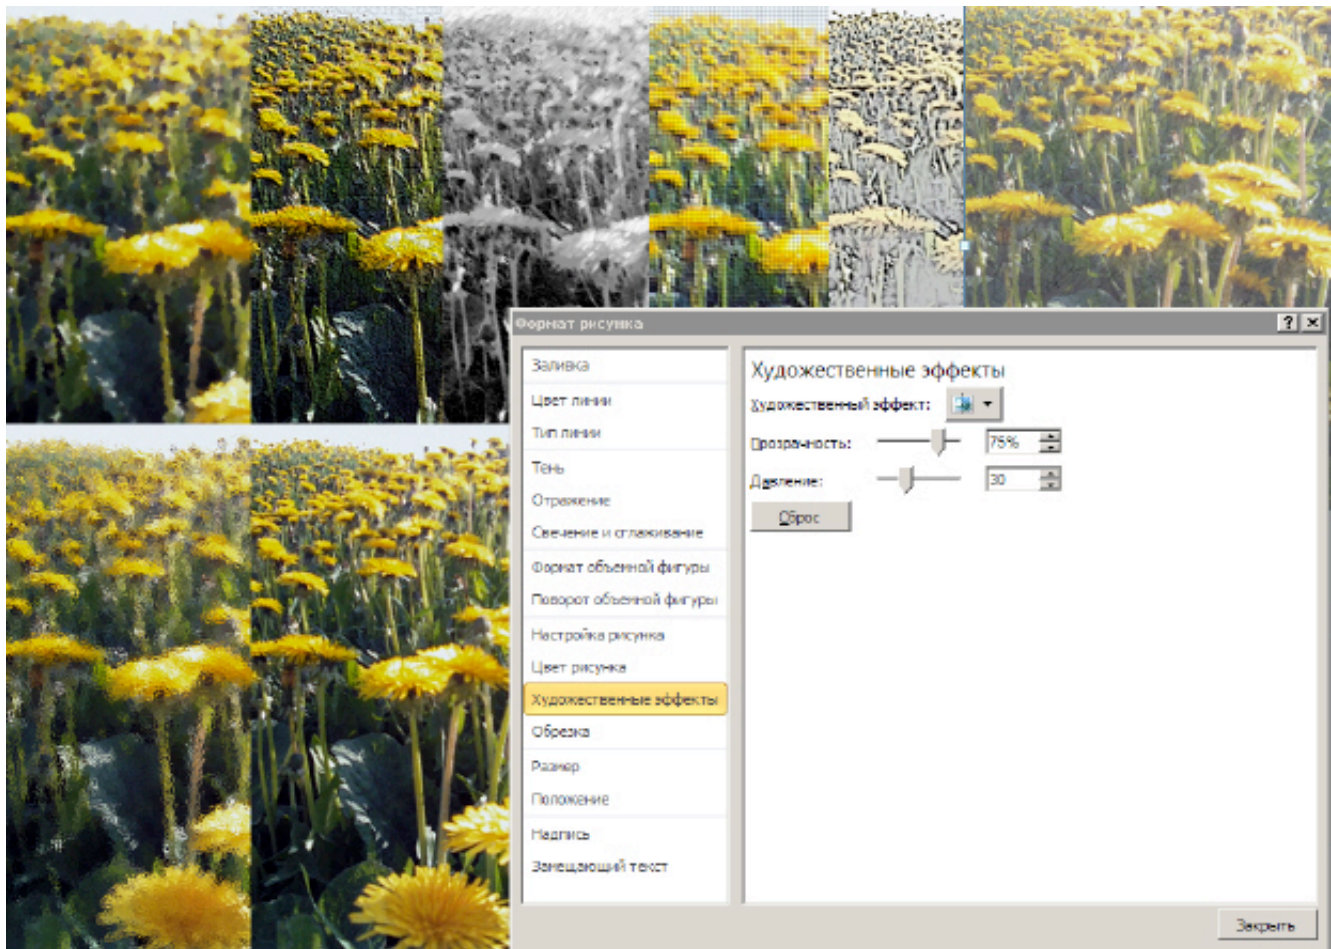 Формат рисунка
Заливка
Цвет линии
Тип линии
Тень
Отражение
Свечение и сглаживание
Формат объемной фигуры
Поворот объемной фигуры
Настройка рисунка
Цвет рисунка
Художественные эффекты
Обрезка
Размер
Положение
Надпись
Замещающий текст
Художественные эффекты
Художественный эффект:
Прозрачность: 75%
Давление: 30
Сброс
Закрыть